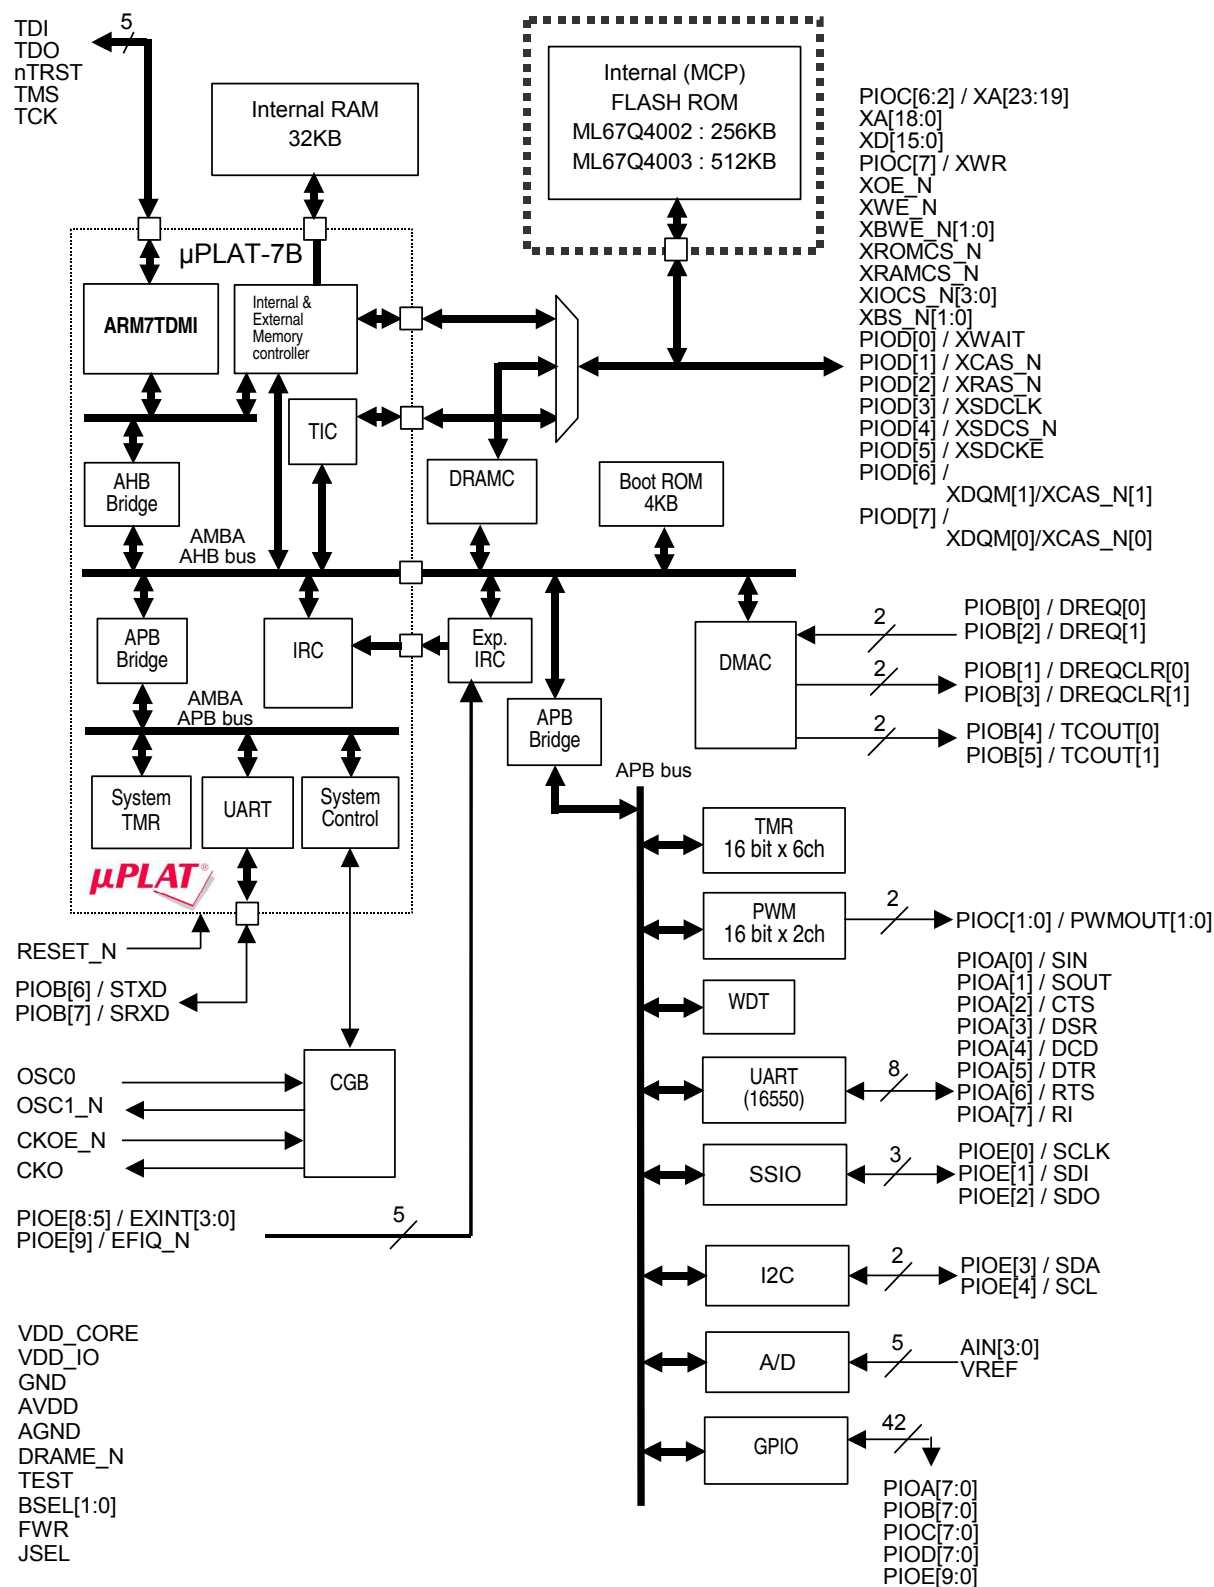 TDI
TDO
nTRST
TMS
TCK
5
Internal RAM
32KB
Internal (MCP)
FLASH ROM
ML67Q4002 : 256KB
ML67Q4003 : 512KB
PIOC[6:2] / XA[23:19]
XA[18:0]
XD[15:0]
PIOC[7] / XWR
XOE_N
XWE_N
XBWE_N[1:0]
XROMCS_N
XRAMCS_N
XIOCS_N[3:0]
XBS_N[1:0]
PIOD[0] / XWAIT
PIOD[1] / XCAS_N
PIOD[2] / XRAS_N
PIOD[3] / XSDCLK
PIOD[4] / XSDCS_N
PIOD[5] / XSDCKE
PIOD[6] /
XDQM[1]/XCAS_N[1]
PIOD[7] /
XDQM[0]/XCAS_N[0]
µPLAT-7B
ARM7TDMI
Internal &
External
Memory
controller
TIC
AHB
Bridge
DRAMC
Boot ROM
4KB
AMBA
AHB bus
APB
Bridge
IRC
Exp.
IRC
APB
Bridge
DMAC
2
PIOB[0] / DREQ[0]
PIOB[2] / DREQ[1]
2
PIOB[1] / DREQCLR[0]
PIOB[3] / DREQCLR[1]
2
PIOB[4] / TCOUT[0]
PIOB[5] / TCOUT[1]
AMBA
APB bus
APB bus
System
TMR
UART
System
Control
µPLAT®
TMR
16 bit x 6ch
PWM
16 bit x 2ch
2
PIOC[1:0] / PWMOUT[1:0]
RESET_N
PIOB[6] / STXD
PIOB[7] / SRXD
WDT
PIOA[0] / SIN
PIOA[1] / SOUT
PIOA[2] / CTS
PIOA[3] / DSR
PIOA[4] / DCD
PIOA[5] / DTR
PIOA[6] / RTS
PIOA[7] / RI
UART
(16550)
8
OSC0
OSC1_N
CKOE_N
CKO
CGB
SSIO
3
PIOE[0] / SCLK
PIOE[1] / SDI
PIOE[2] / SDO
PIOE[8:5] / EXINT[3:0]
PIOE[9] / EFIQ_N
5
I2C
2
PIOE[3] / SDA
PIOE[4] / SCL
VDD_CORE
VDD_IO
GND
AVDD
AGND
DRAME_N
TEST
BSEL[1:0]
FWR
JSEL
A/D
5
AIN[3:0]
VREF
GPIO
42
PIOA[7:0]
PIOB[7:0]
PIOC[7:0]
PIOD[7:0]
PIOE[9:0]